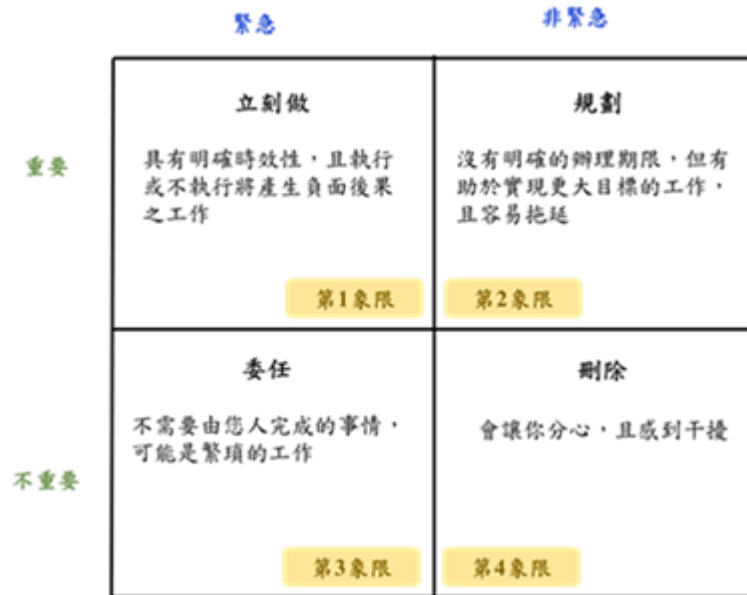 緊急
非緊急
重要
立刻做
具有明確時效性，且執行
或不執行將產生負面後果
之工作
第1象限
規劃
沒有明確的辦理期限，但有
助於實現更大目標的工作，
且容易拖延
第2象限
不重要
委任
不需要由您人完成的事情，
可能是繁瑣的工作
第3象限
刪除
會讓你分心，且感到干擾
第4象限